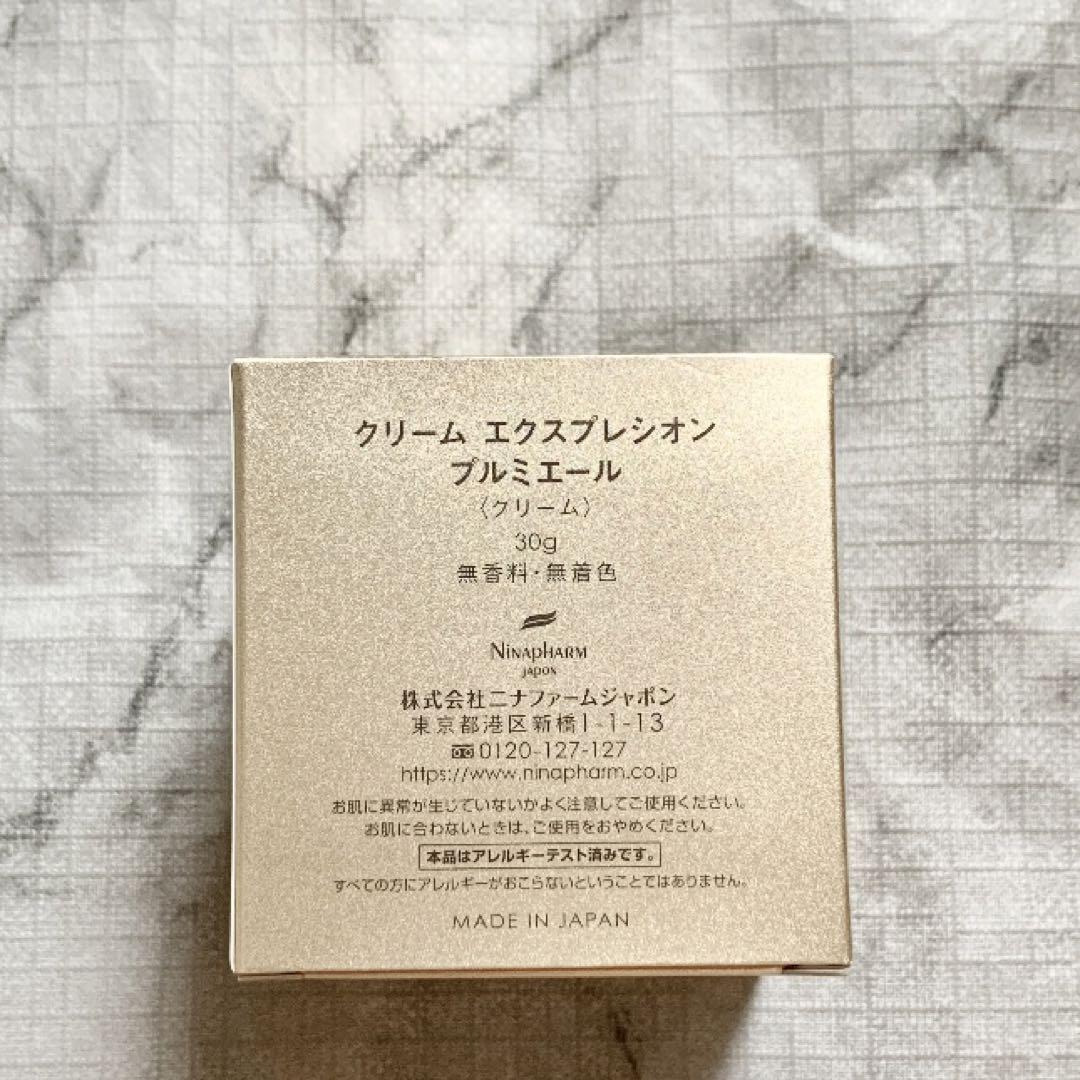 クリーム エクスプレシオン
プルミエール
〈クリーム〉
30g
無香料・無着色
NINAPHARM
JAPON
株式会社ニナファームジャポン
東京都港区新橋1-1-13
0120-127-127
https://www.ninapharm.co.jp
お肌に異常が生じていないかよく注意してご使用ください。
お肌に合わないときは、ご使用をおやめください。
本品はアレルギーテスト済みです。
すべての方にアレルギーがおこらないということではありません。
MADE IN JAPAN